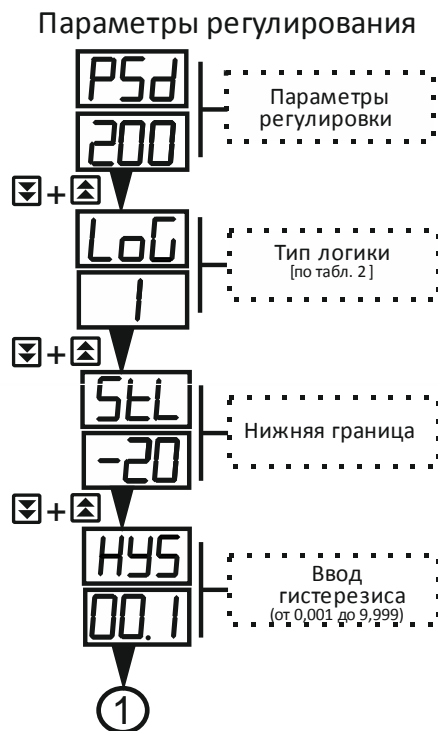 Параметры регулирования
PSd
200
Параметры
регулировки
+
LoG
1
Тип логики
[по табл. 2]
+
StL
-20
Нижняя граница
+
HYS
00.1
Ввод
гистерезиса
(от 0,001 до 9,999)
1